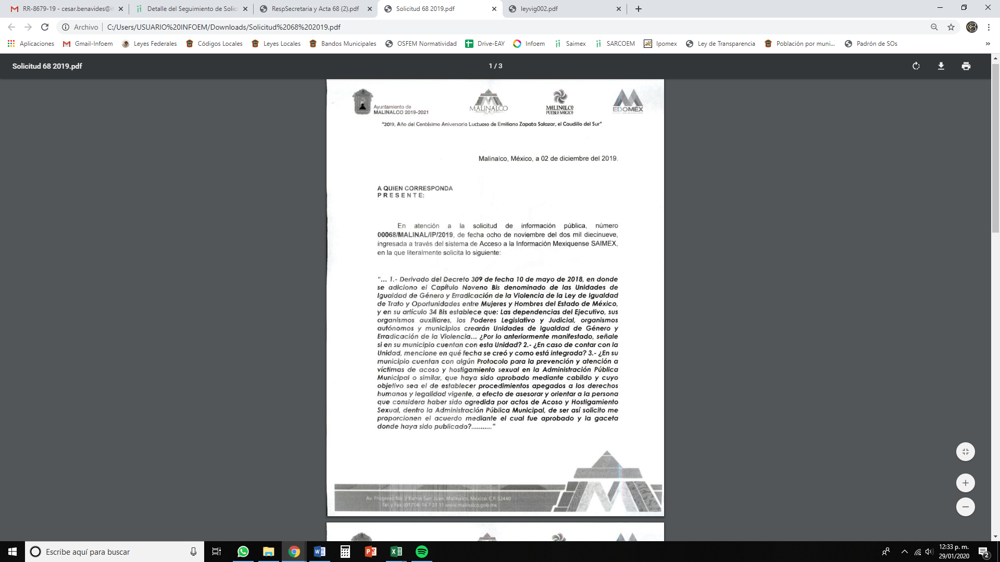 RR-8679-19 - cesar.benavides@i
Detalle del Seguimiento de Solici
RespSecretaria y Acta 68 (2).pdf
Solicitud 68 2019.pdf
leyvig002.pdf
Archivo
C:/Users/USUARIO%20INFOEM/Downloads/Solicitud%2068%202019.pdf
Aplicaciones
Gmail-Infoem
Leyes Federales
Códigos Locales
Leyes Locales
Bandos Municipales
OSFEM Normatividad
Drive-EAY
Infoem
Saimex
SARCOEM
Ipomex
Ley de Transparencia
Población por muni...
Padrón de SOs
»
Solicitud 68 2019.pdf
1 / 3
Ayuntamiento de
MALINALCO 2019-2021
MALINALCO
MALINALCO
PUEBLO MÁGICO
EDOMÉX
"2019, Año del Centésimo Aniversario Luctuoso de Emiliano Zapata Salazar, el Caudillo del Sur"
Malinalco, México, a 02 de diciembre del 2019.
A QUIEN CORRESPONDA
P R E S E N T E:
En atención a la solicitud de información pública, número
00068/MALINAL/IP/2019, de fecha ocho de noviembre del dos mil diecinueve,
ingresada a través del sistema de Acceso a la Información Mexiquense SAIMEX,
en la que literalmente solicita lo siguiente:
"... 1.- Derivado del Decreto 309 de fecha 10 de mayo de 2018, en donde
se adiciono el Capítulo Noveno Bis denominado de las Unidades de
Igualdad de Género y Erradicación de la Violencia de la Ley de Igualdad
de Trato y Oportunidades entre Mujeres y Hombres del Estado de México,
y en su artículo 34 Bis establece que: Las dependencias del Ejecutivo, sus
organismos auxiliares, los Poderes Legislativo y Judicial, organismos
autónomos y municipios crearán Unidades de Igualdad de Género y
Erradicación de la Violencia... ¿Por lo anteriormente manifestado, señale
si en su municipio cuentan con esta Unidad? 2.- ¿En caso de contar con la
Unidad, mencione en qué fecha se creó y como está integrada? 3.- ¿En su
municipio cuentan con algún Protocolo para la prevención y atención a
víctimas de acoso y hostigamiento sexual en la Administración Pública
Municipal o similar, que haya sido aprobado mediante cabildo y cuyo
objetivo sea el de establecer procedimientos apegados a los derechos
humanos y legalidad vigente, a efecto de asesorar y orientar a la persona
que considera haber sido agredida por actos de Acoso y Hostigamiento
Sexual, dentro la Administración Pública Municipal, de ser así solicito me
proporcionen el acuerdo mediante el cual fue aprobado y la gaceta
donde haya sido publicado?..........."
Av. Progreso No. 2 Barrio San Juan, Malinalco, México, C.P. 52440
Tel. y Fax: (01714) 14 7 21 11 www.malinalco.gob.mx
Escribe aquí para buscar
12:33 p. m.
29/01/2020
2